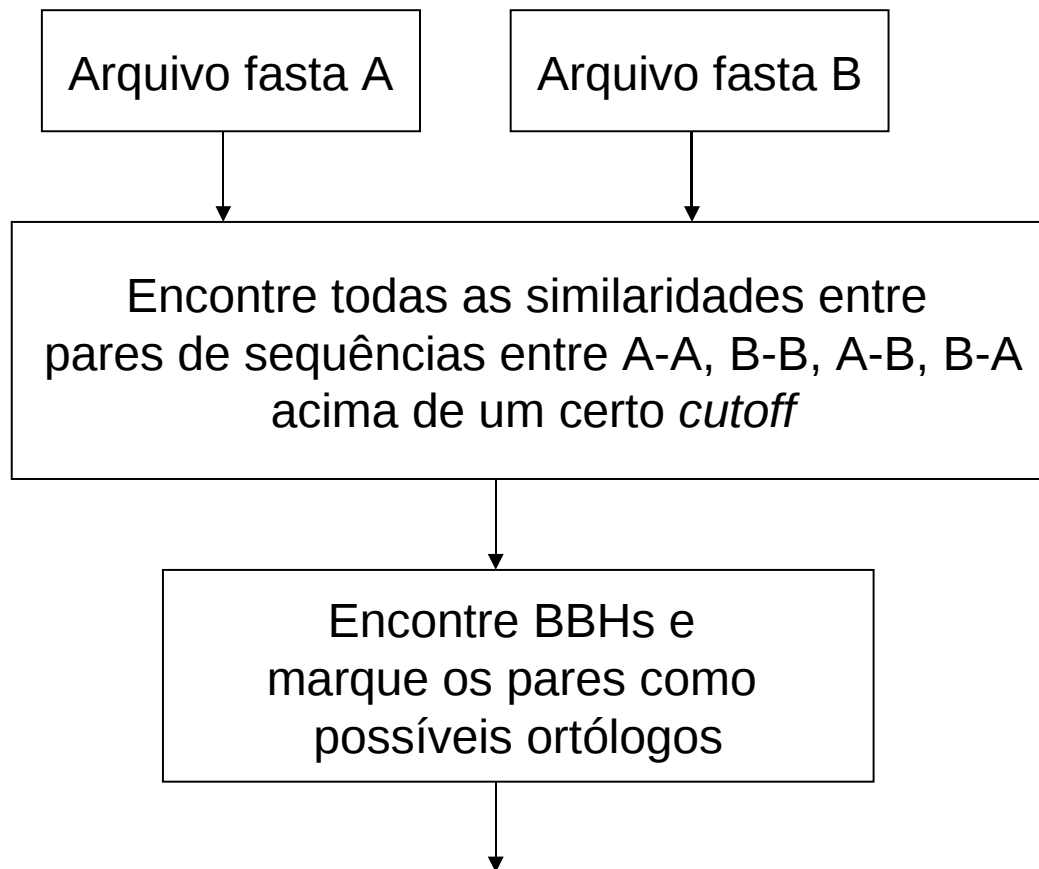 Arquivo fasta A
Arquivo fasta B
Encontre todas as similaridades entre
pares de sequências entre A-A, B-B, A-B, B-A
acima de um certo cutoff
Encontre BBHs e
marque os pares como
possíveis ortólogos